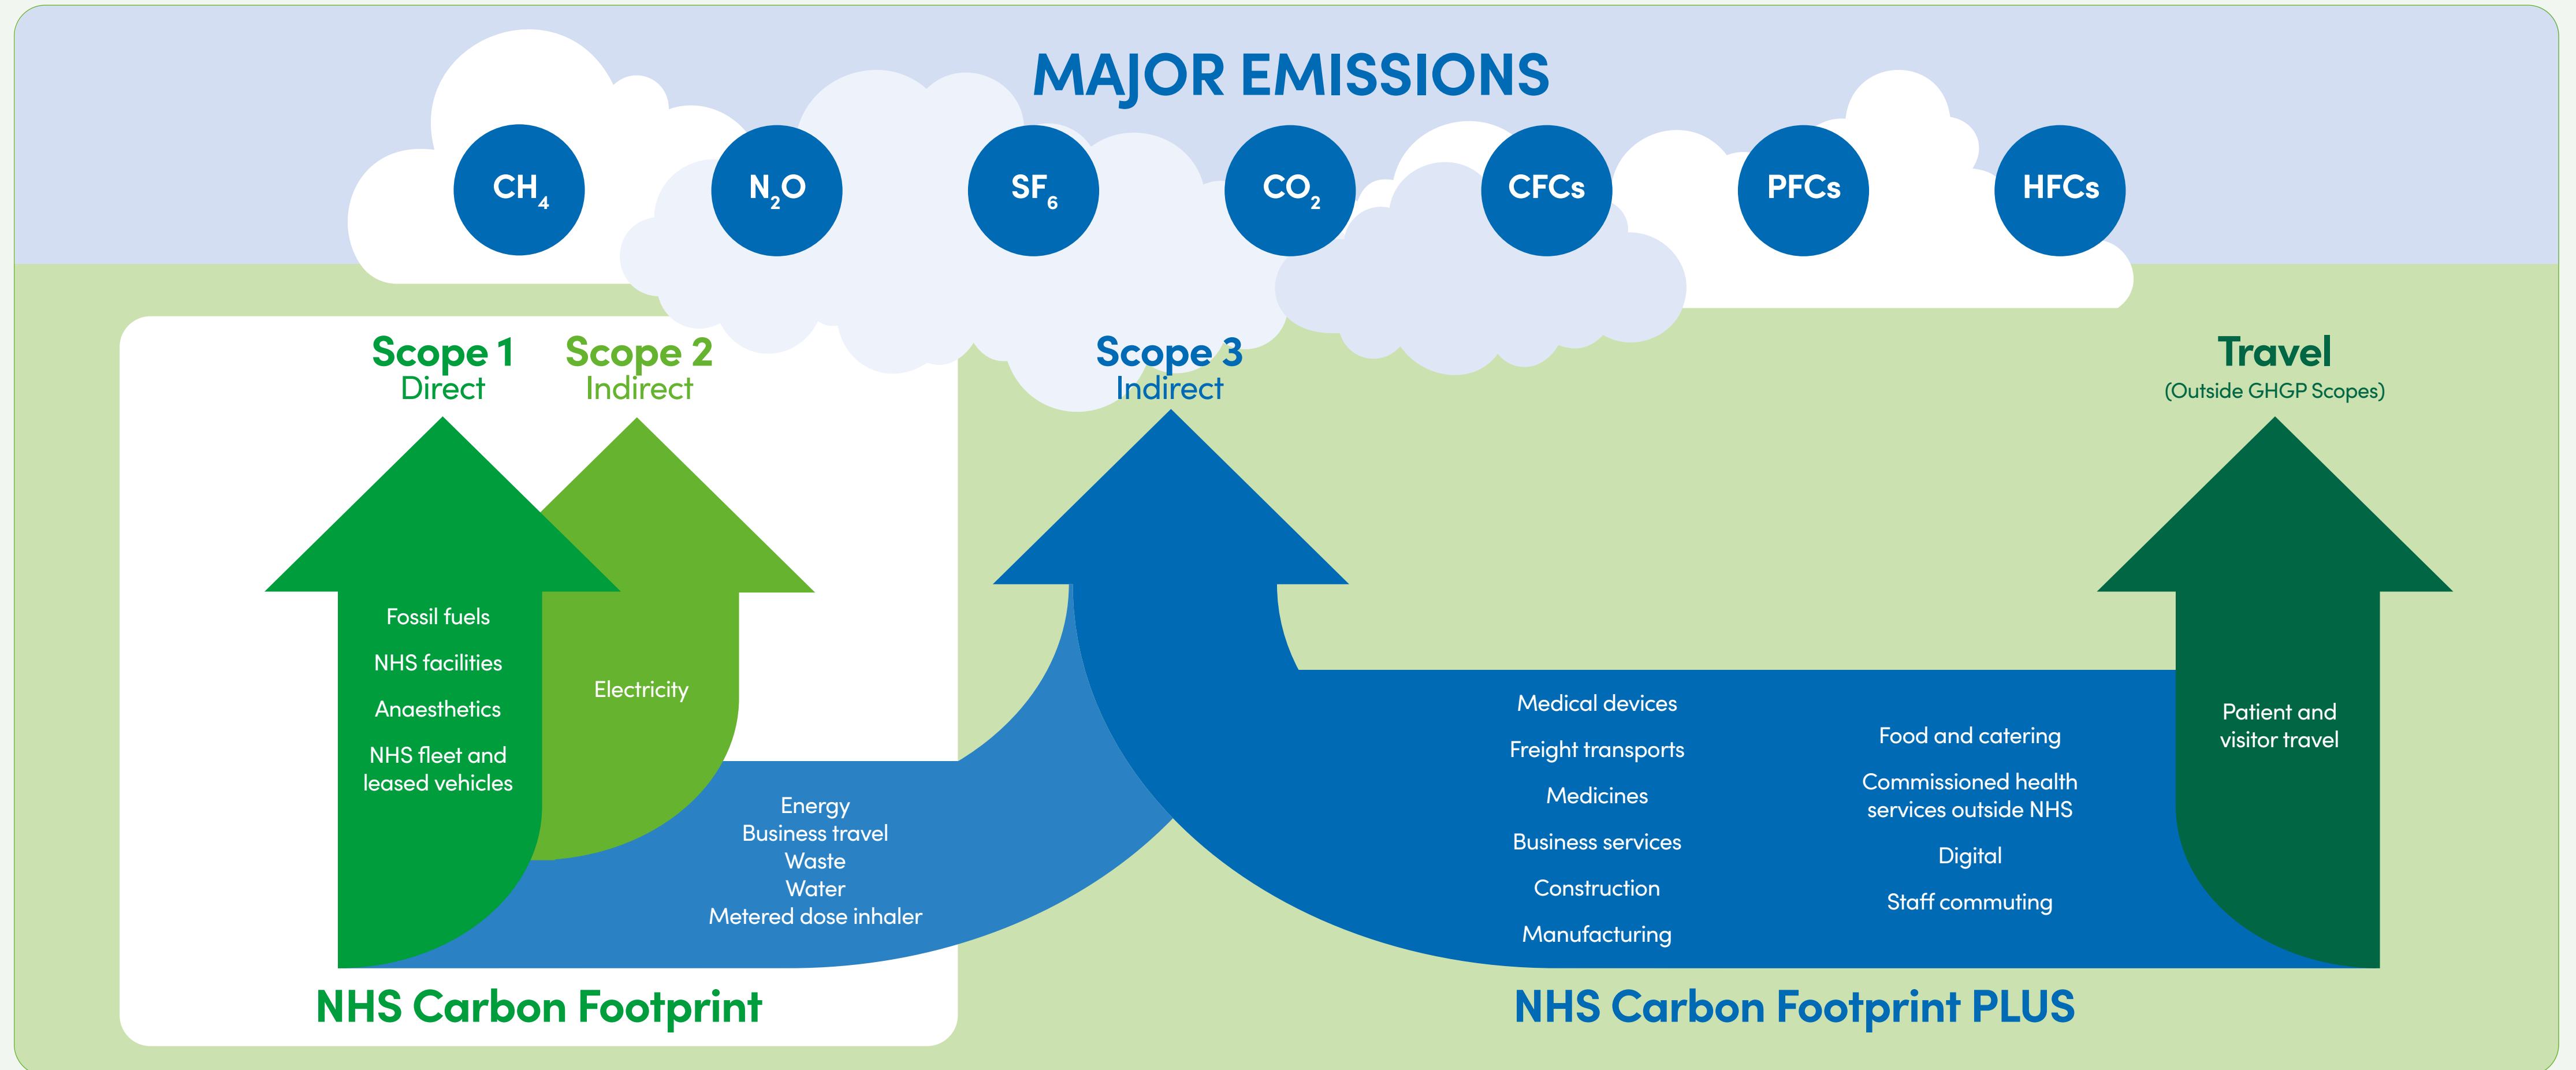 MAJOR EMISSIONS
CH₄
N₂O
SF₆
CO₂
CFCs
PFCs
HFCs
Scope 1
Direct
Scope 2
Indirect
Scope 3
Indirect
Travel
(Outside GHGP Scopes)
Fossil fuels
NHS facilities
Anaesthetics
NHS fleet and
leased vehicles
Electricity
Energy
Business travel
Waste
Water
Metered dose inhaler
Medical devices
Freight transports
Medicines
Business services
Construction
Manufacturing
Food and catering
Commissioned health
services outside NHS
Digital
Staff commuting
Patient and
visitor travel
NHS Carbon Footprint
NHS Carbon Footprint PLUS